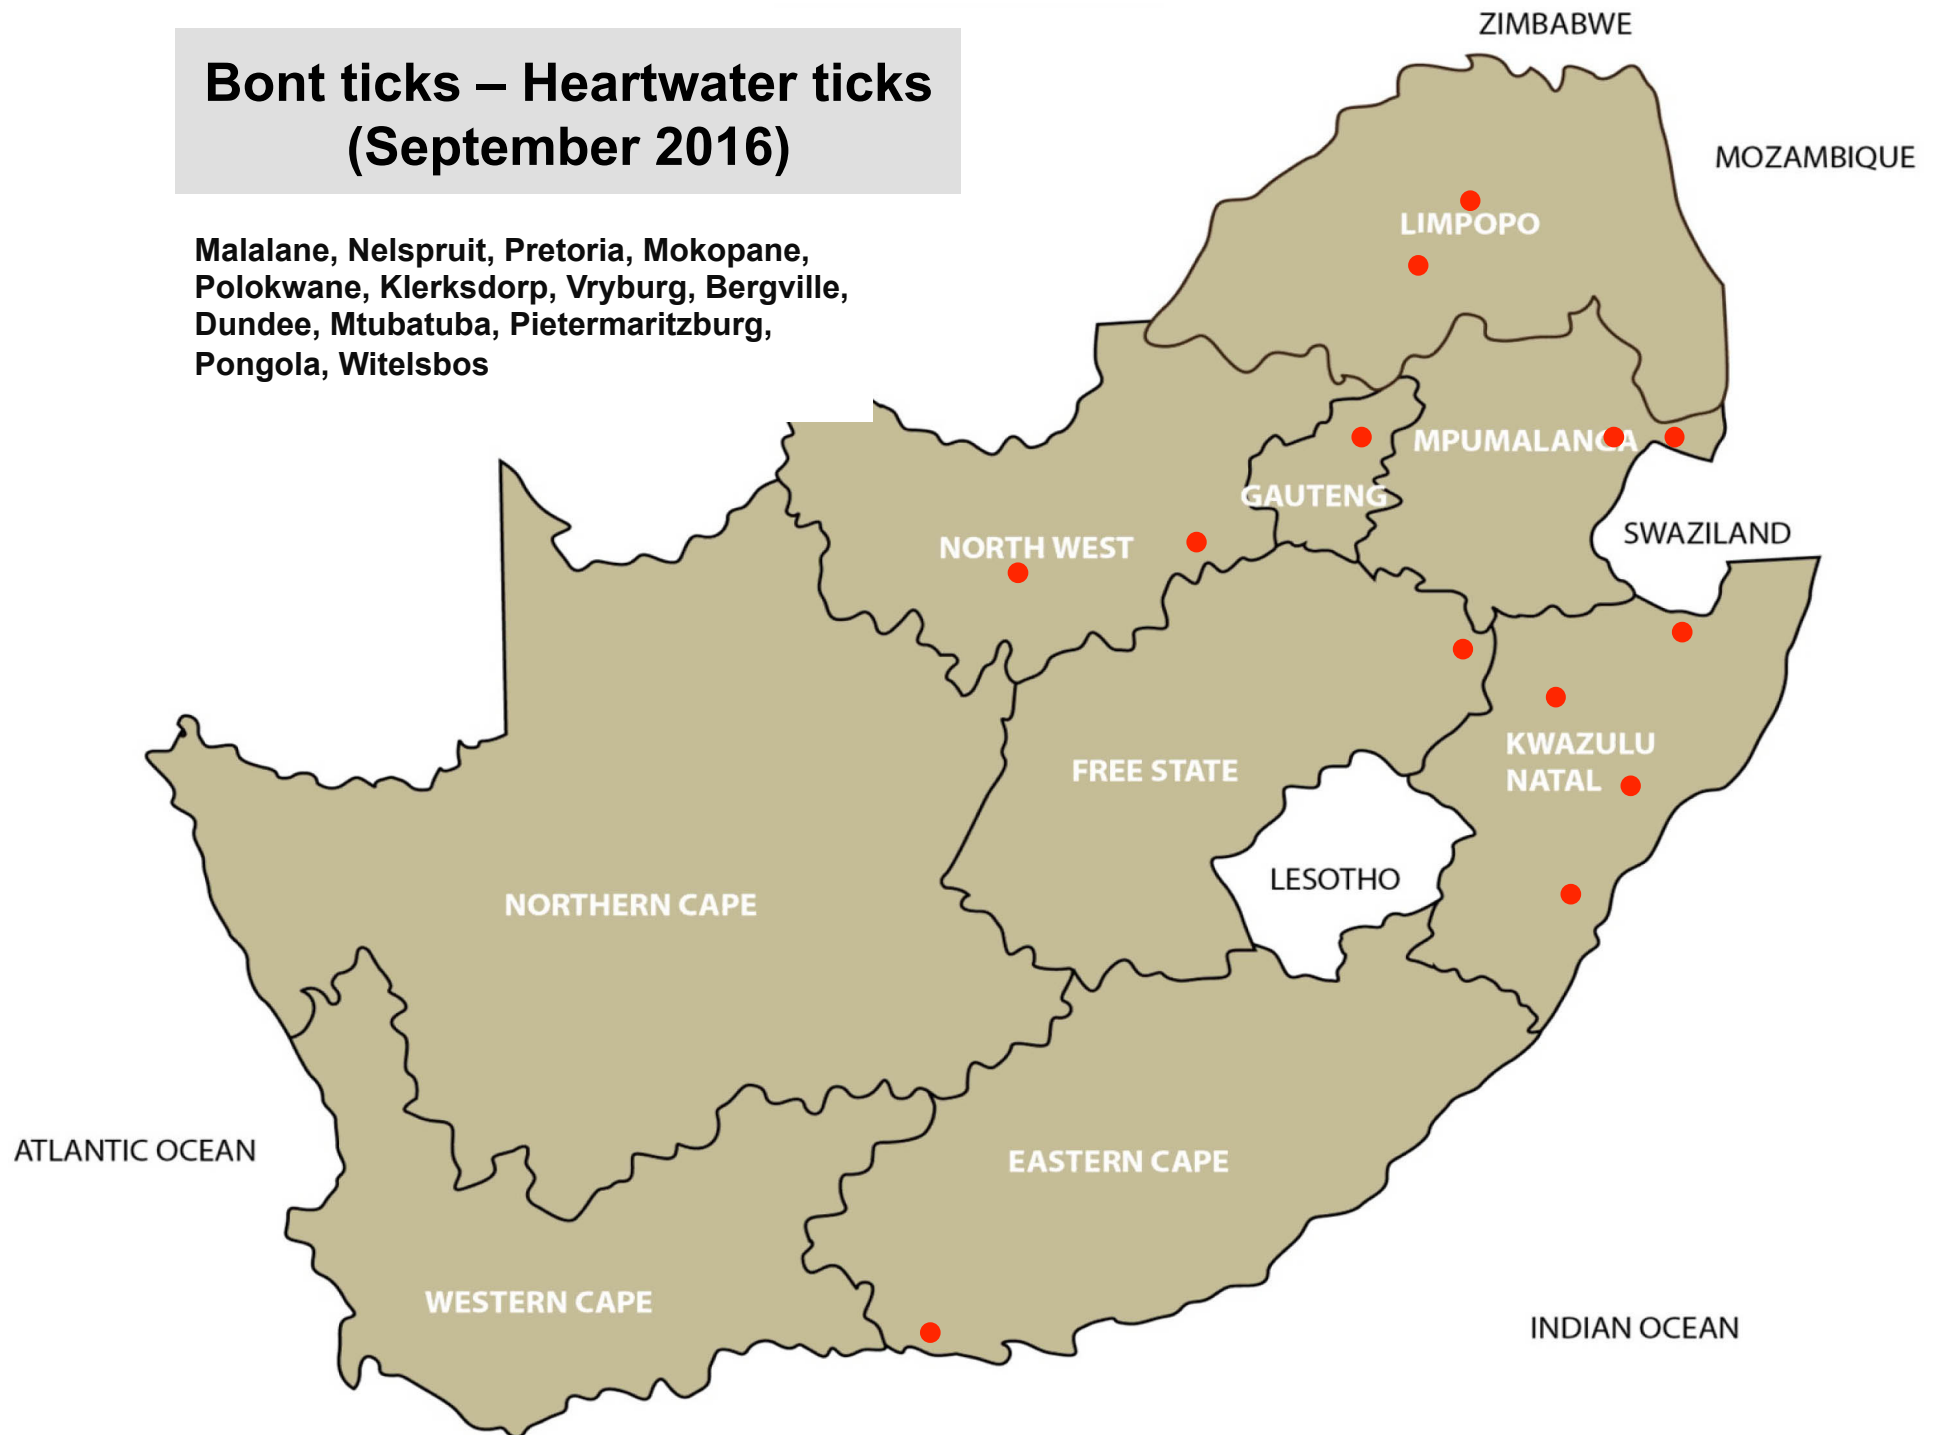 ZIMBABWE
Bont ticks – Heartwater ticks
(September 2016)
MOZAMBIQUE
Malalane, Nelspruit, Pretoria, Mokopane,
Polokwane, Klerksdorp, Vryburg, Bergville,
Dundee, Mtubatuba, Pietermaritzburg,
Pongola, Witelsbos
LIMPOPO
MPUMALANGA
GAUTENG
NORTH WEST
SWAZILAND
KWAZULU
NATAL
FREE STATE
LESOTHO
NORTHERN CAPE
ATLANTIC OCEAN
EASTERN CAPE
WESTERN CAPE
INDIAN OCEAN